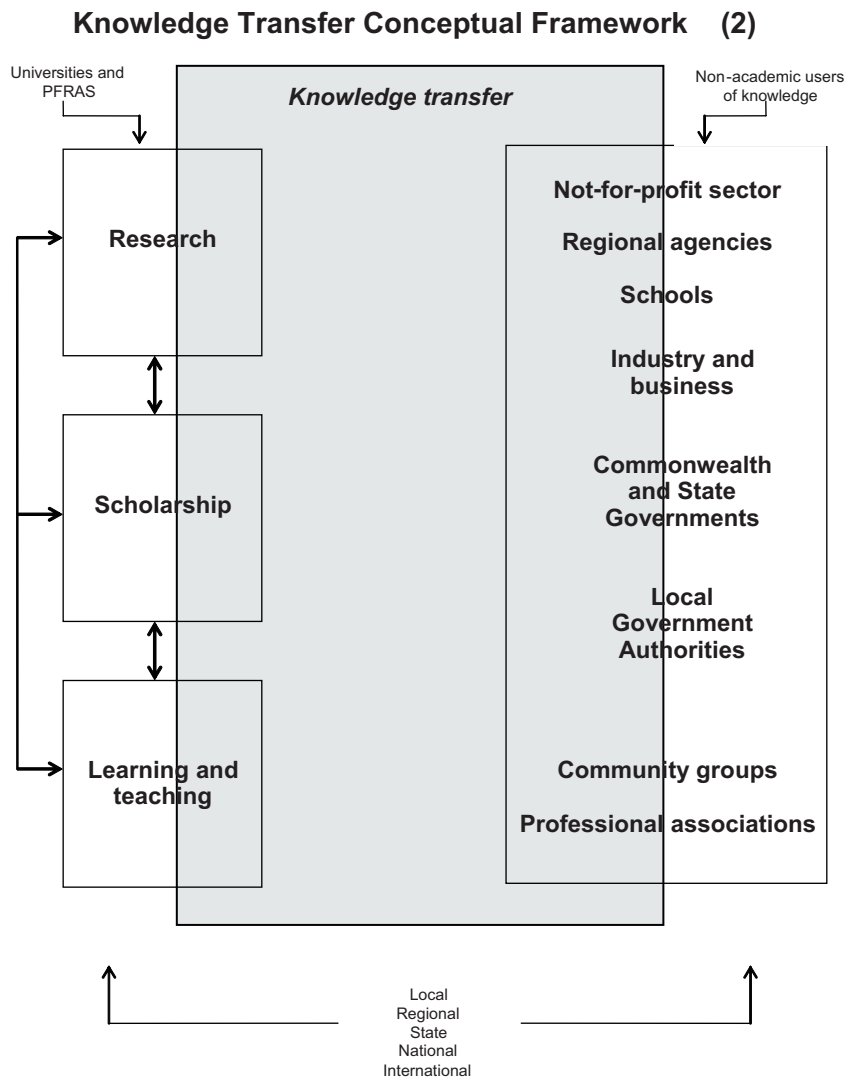 Knowledge Transfer Conceptual Framework (2)
Universities and
PFRAS
Knowledge transfer
Non-academic users
of knowledge
Research
Scholarship
Learning and
teaching
Not-for-profit sector
Regional agencies
Schools
Industry and
business
Commonwealth
and State
Governments
Local
Government
Authorities
Community groups
Professional associations
Local
Regional
State
National
International